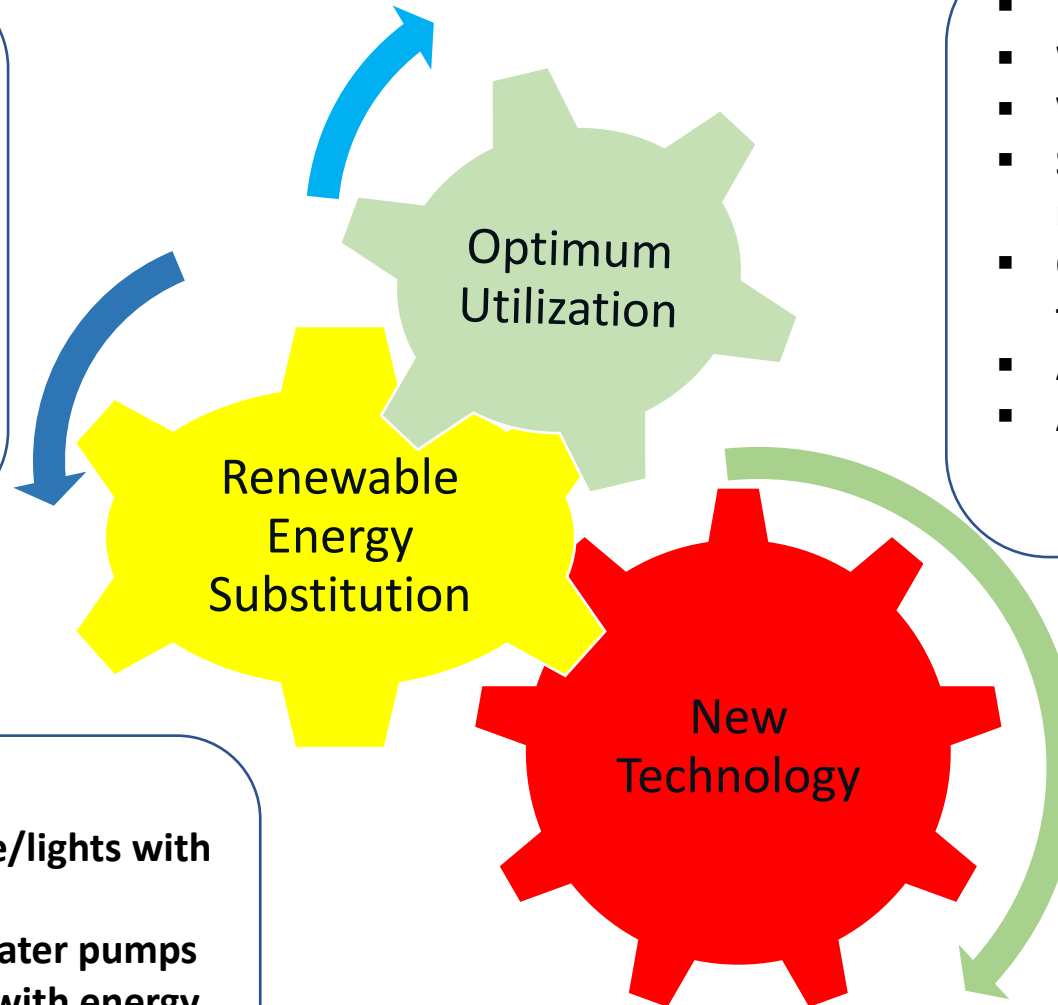 Optimum
Utilization
Renewable
Energy
Substitution
New
Technology
e/lights with
ater pumps
with energy